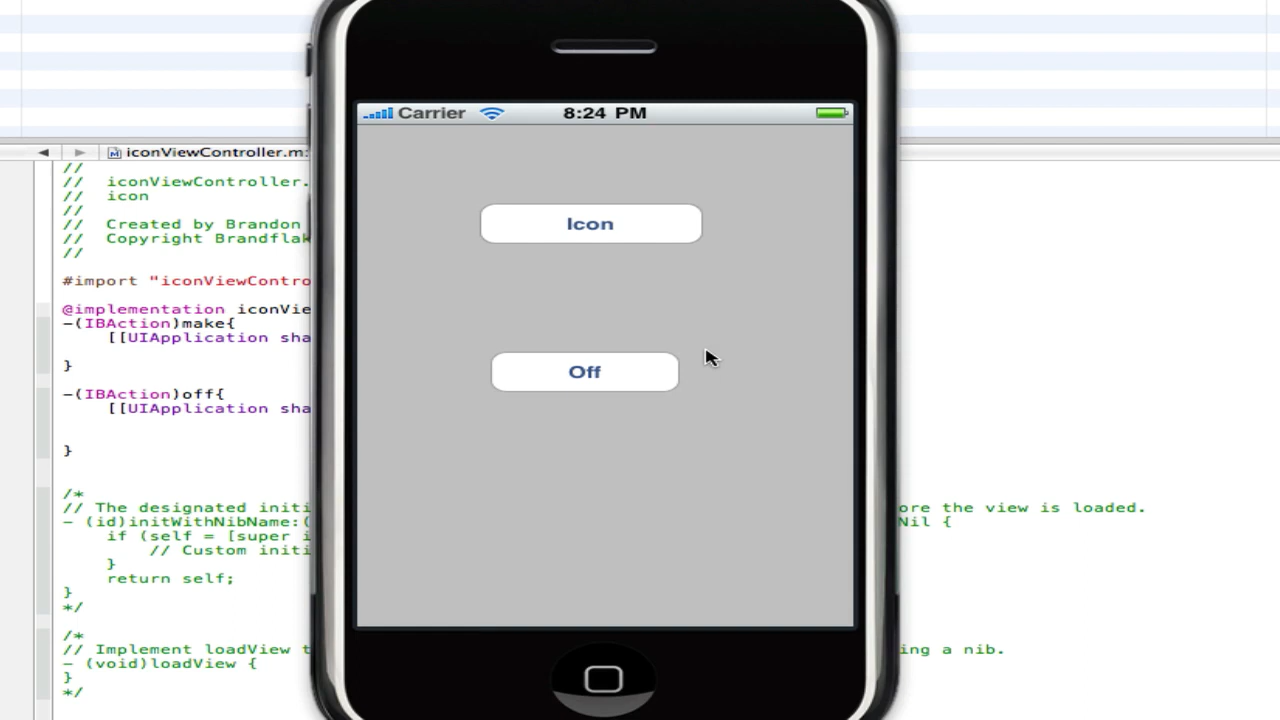 Carrier 8:24 PM
Icon
Off
iconViewController.m:
//
// iconViewController.
// icon
//
// Created by Brandon
// Copyright Brandflak
//
#import "iconViewContro
@implementation iconVie
-(IBAction)make{
[[UIApplication sha
}
-(IBAction)off{
[[UIApplication sha
}
/*
// The designated initi ore the view is loaded.
- (id)initWithNibName:( Nil {
if (self = [super i
// Custom initi
}
return self;
}
*/
/*
// Implement loadView t ing a nib.
- (void)loadView {
}
*/